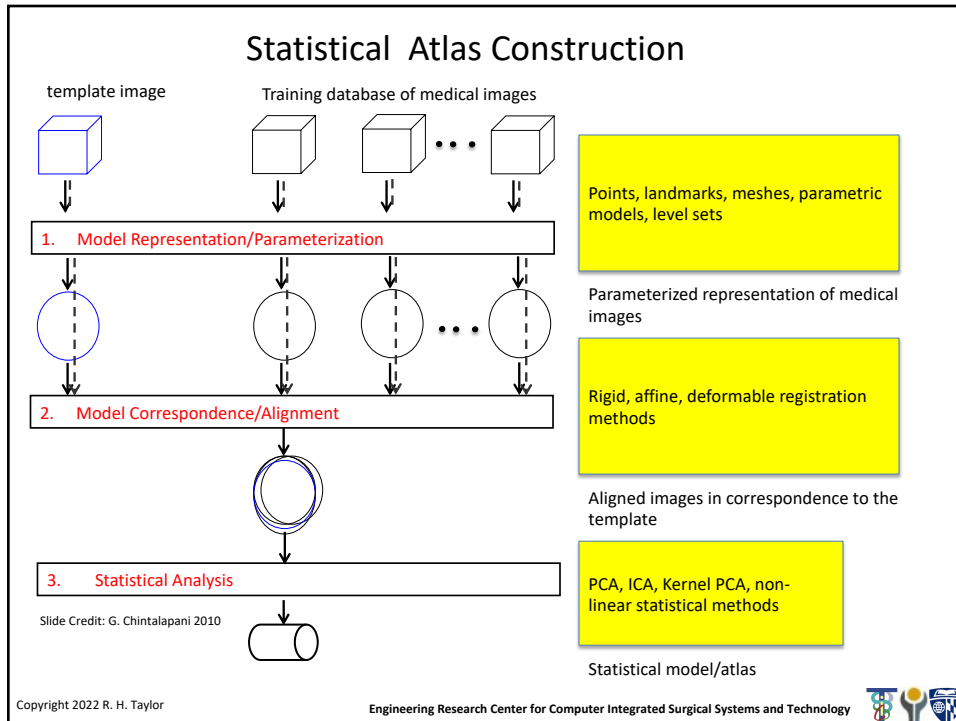 Statistical Atlas Construction
template image
Training database of medical images
Points, landmarks, meshes, parametric
models, level sets
1. Model Representation/Parameterization
Parameterized representation of medical
images
2. Model Correspondence/Alignment
Rigid, affine, deformable registration
methods
Aligned images in correspondence to the
template
3. Statistical Analysis
PCA, ICA, Kernel PCA, non-
linear statistical methods
Slide Credit: G. Chintalapani 2010
Statistical model/atlas
Copyright 2022 R. H. Taylor
Engineering Research Center for Computer Integrated Surgical Systems and Technology